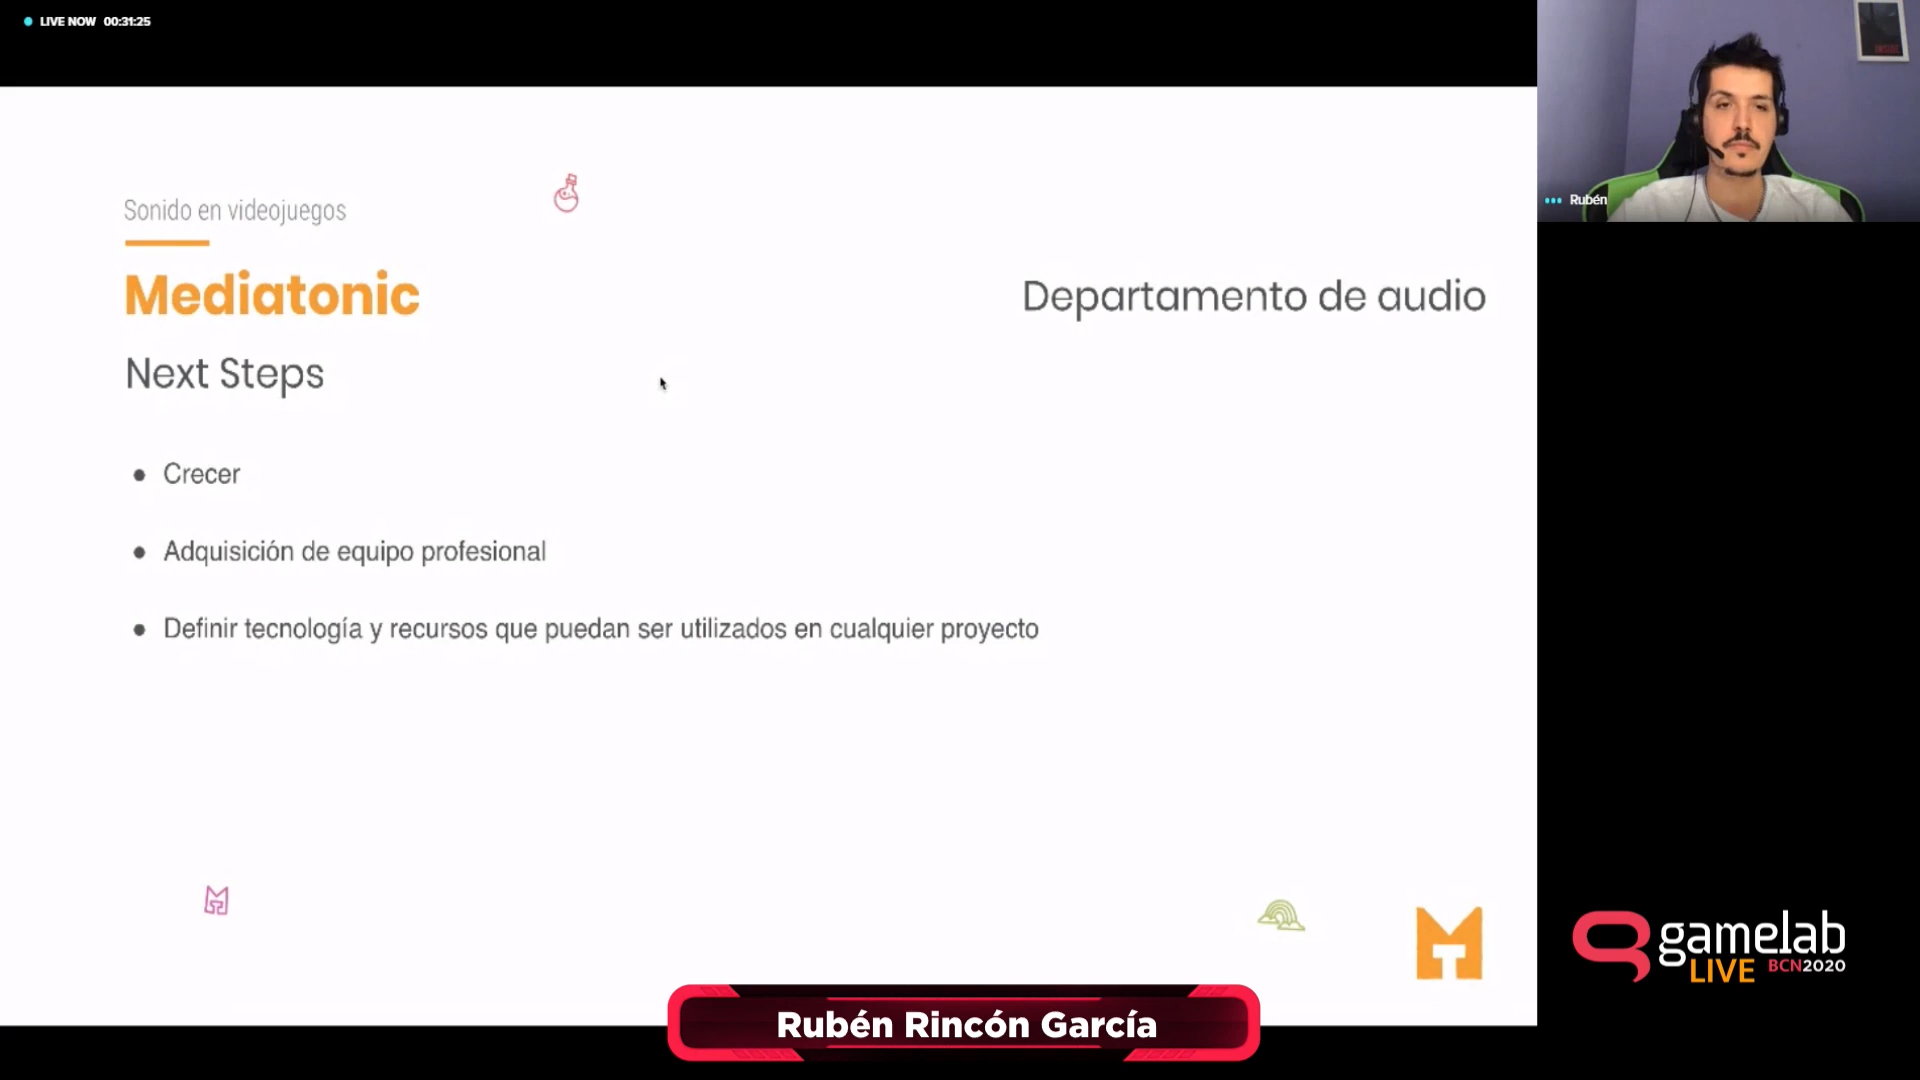 LIVE NOW 00:31:25
INSIDE
Rubén
Sonido en videojuegos
Mediatonic
Departamento de audio
Next Steps
Crecer
Adquisición de equipo profesional
Definir tecnología y recursos que puedan ser utilizados en cualquier proyecto
gamelab
LIVE BCN2020
Rubén Rincón García